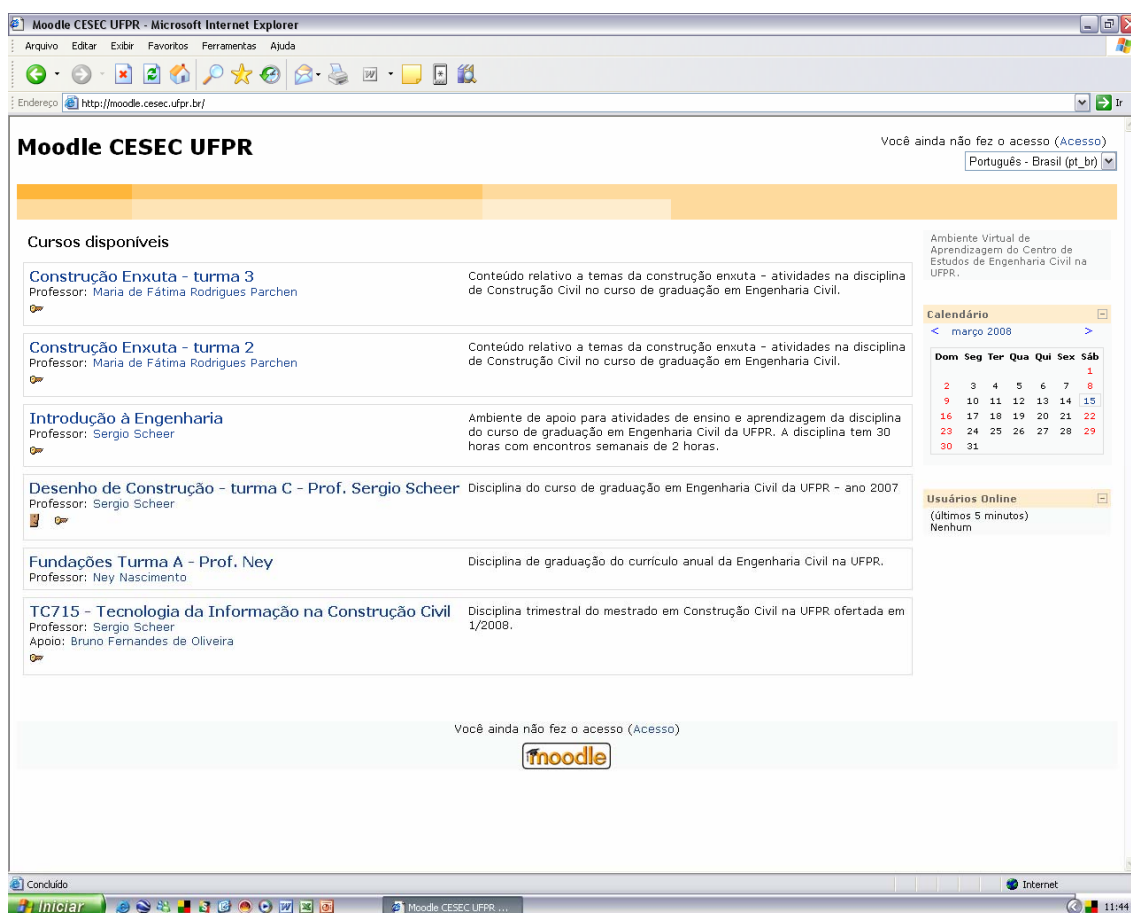 Moodle CESEC UFPR - Microsoft Internet Explorer
Arquivo Editar Exibir Favoritos Ferramentas Ajuda
Endereço http://moodle.cesec.ufpr.br/ Ir
Moodle CESEC UFPR
Você ainda não fez o acesso (Acesso)
Português - Brasil (pt_br)
Cursos disponíveis
Construção Enxuta - turma 3
Professor: Maria de Fátima Rodrigues Parchen
Conteúdo relativo a temas da construção enxuta - atividades na disciplina
de Construção Civil no curso de graduação em Engenharia Civil.
Construção Enxuta - turma 2
Professor: Maria de Fátima Rodrigues Parchen
Conteúdo relativo a temas da construção enxuta - atividades na disciplina
de Construção Civil no curso de graduação em Engenharia Civil.
Introdução à Engenharia
Professor: Sergio Scheer
Ambiente de apoio para atividades de ensino e aprendizagem da disciplina
do curso de graduação em Engenharia Civil da UFPR. A disciplina tem 30
horas com encontros semanais de 2 horas.
Desenho de Construção - turma C - Prof. Sergio Scheer
Professor: Sergio Scheer
Disciplina do curso de graduação em Engenharia Civil da UFPR - ano 2007
Fundações Turma A - Prof. Ney
Professor: Ney Nascimento
Disciplina de graduação do currículo anual da Engenharia Civil na UFPR.
TC715 - Tecnologia da Informação na Construção Civil
Professor: Sergio Scheer
Apoio: Bruno Fernandes de Oliveira
Disciplina trimestral do mestrado em Construção Civil na UFPR ofertada em
1/2008.
Ambiente Virtual de
Aprendizagem do Centro de
Estudos de Engenharia Civil na
UFPR.
Calendário
< março 2008 >
Dom Seg Ter Qua Qui Sex Sáb
1
2 3 4 5 6 7 8
9 10 11 12 13 14 15
16 17 18 19 20 21 22
23 24 25 26 27 28 29
30 31
Usuários Online
(últimos 5 minutos)
Nenhum
Você ainda não fez o acesso (Acesso)
moodle
Concluído
Internet
Iniciar
Moodle CESEC UFPR ...
11:44